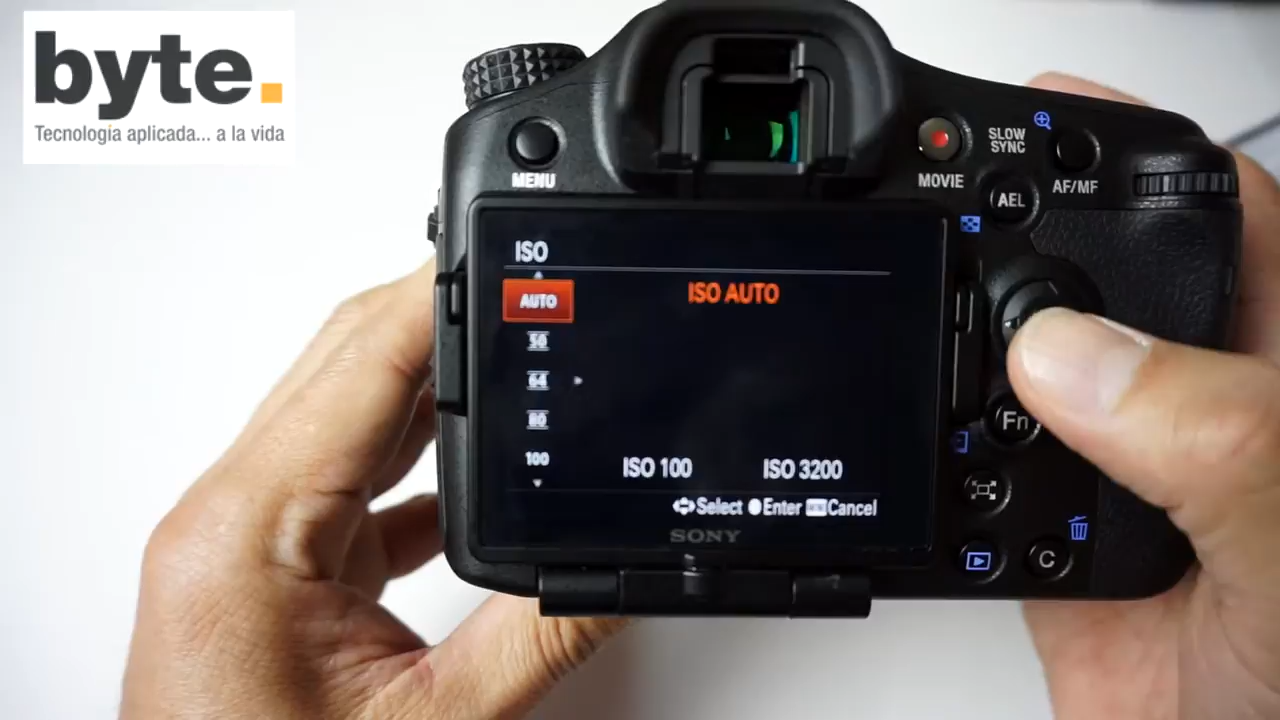 byte.
Tecnología aplicada... a la vida
MENU
MOVIE
SLOW
SYNC
AF/MF
AEL
ISO
AUTO
ISO AUTO
50
64
80
100
ISO 100
ISO 3200
Select
Enter
Cancel
SONY
Fn
C